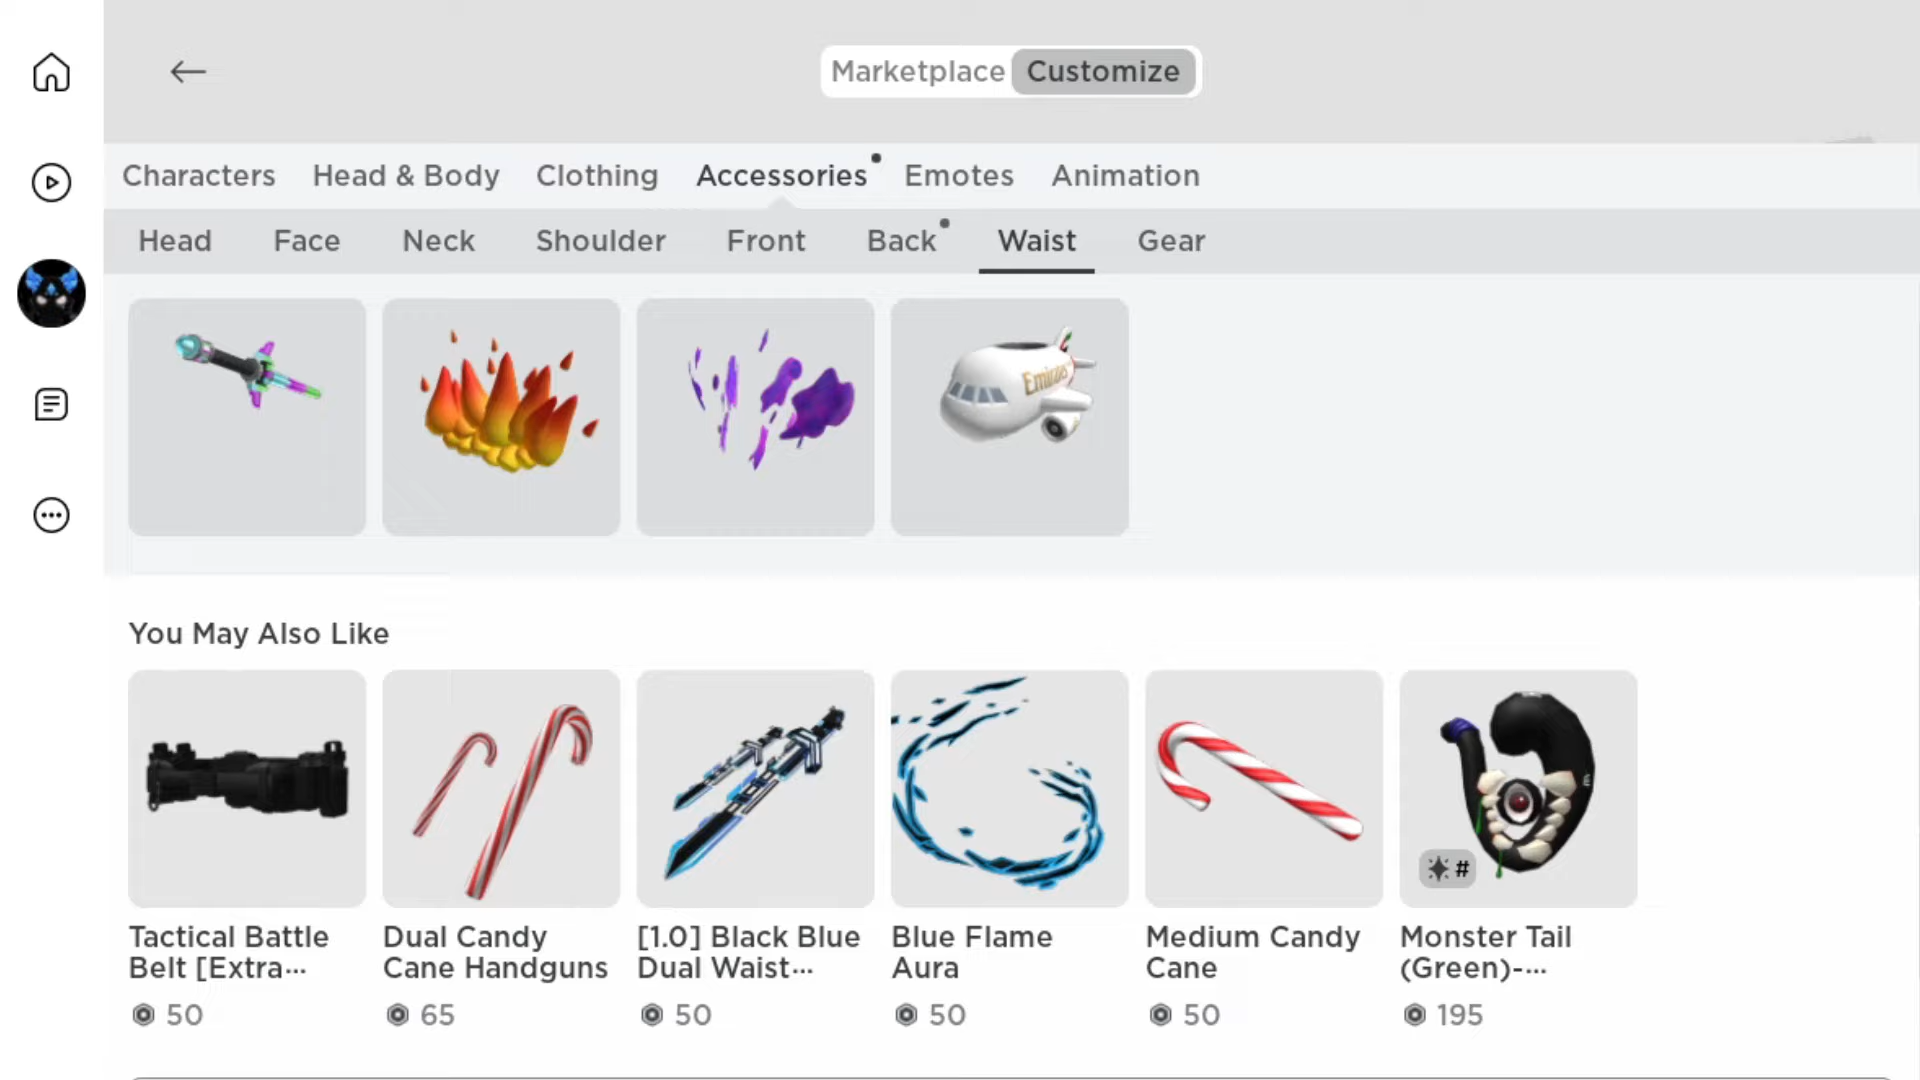 Marketplace Customize
Characters Head & Body Clothing Accessories Emotes Animation
Head Face Neck Shoulder Front Back Waist Gear
Emirates
You May Also Like
#
Tactical Battle
Belt [Extra...
50
Dual Candy
Cane Handguns
65
[1.0] Black Blue
Dual Waist...
50
Blue Flame
Aura
50
Medium Candy
Cane
50
Monster Tail
(Green)-...
195